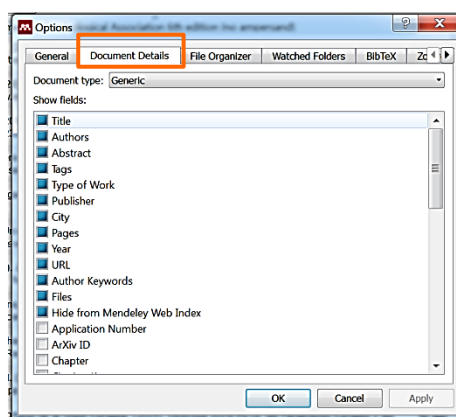 Options
General Document Details File Organizer Watched Folders BibTeX
Document type: Generic
Show fields:
Title
Authors
Abstract
Tags
Type of Work
Publisher
City
Pages
Year
URL
Author Keywords
Files
Hide from Mendeley Web Index
Application Number
ArXiv ID
Chapter
OK Cancel Apply